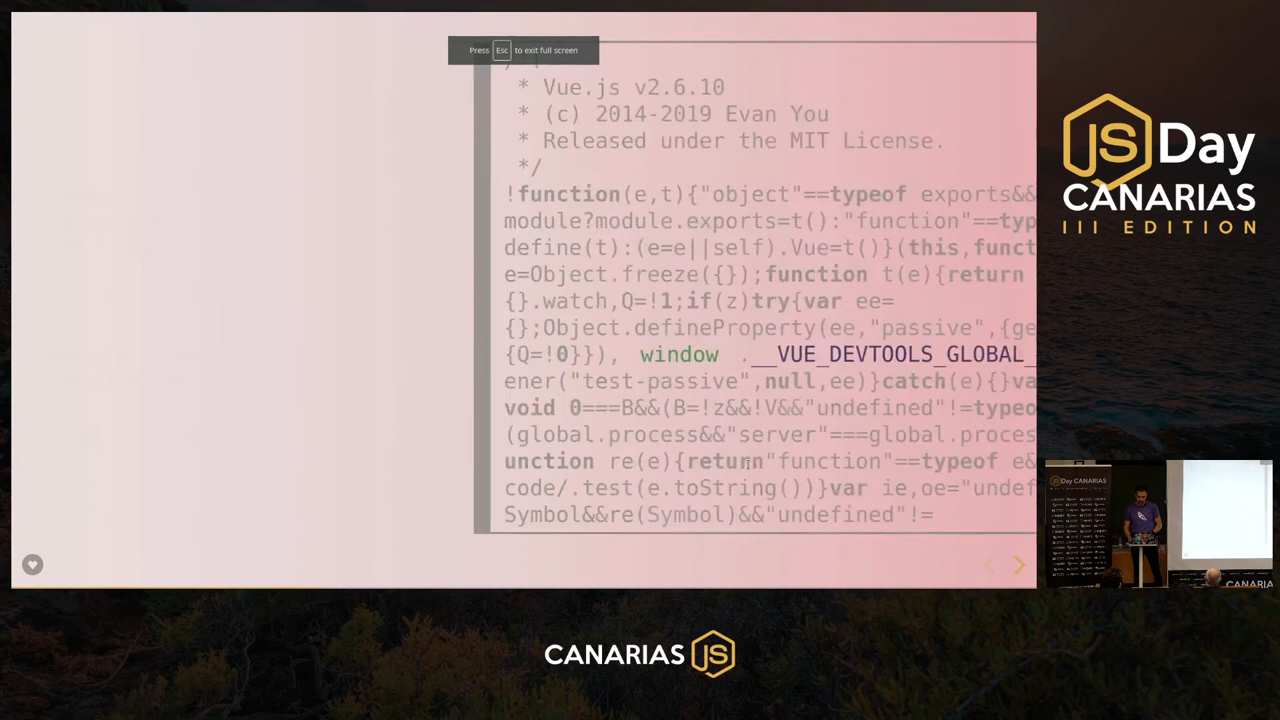 Press Esc to exit full screen
* Vue.js v2.6.10
* (c) 2014-2019 Evan You
* Released under the MIT License.
*/
!function(e,t){"object"==typeof exports&&
module?module.exports=t():"function"==typ
define(t):(e=e||self).Vue=t()}(this,funct
e=Object.freeze({});function t(e){return
{}.watch,Q=!1;if(z)try{var ee=
{};Object.defineProperty(ee,"passive",{ge
{Q=!0}}), window .__VUE_DEVTOOLS_GLOBAL_
ener("test-passive",null,ee)}catch(e){}va
void 0===B&&(B=!z&&!V&&"undefined"!=typeo
(global.process&&"server"===global.proces
unction re(e){return"function"==typeof e&
code/.test(e.toString())}var ie,oe="undef
Symbol&&re(Symbol)&&"undefined"!=
JS Day
CANARIAS
III EDITION
JS Day CANARIAS
CANARIA
CANARIAS JS